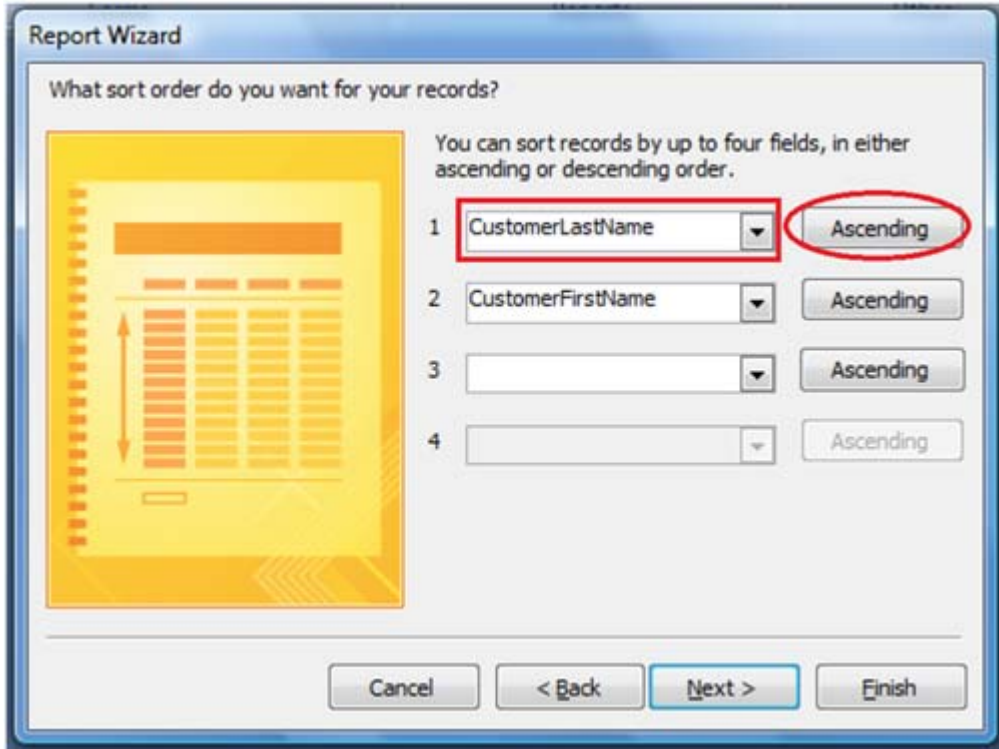 Report Wizard
What sort order do you want for your records?
You can sort records by up to four fields, in either
ascending or descending order.
1 CustomerLastName Ascending
2 CustomerFirstName Ascending
3 Ascending
4 Ascending
Cancel < Back Next > Finish